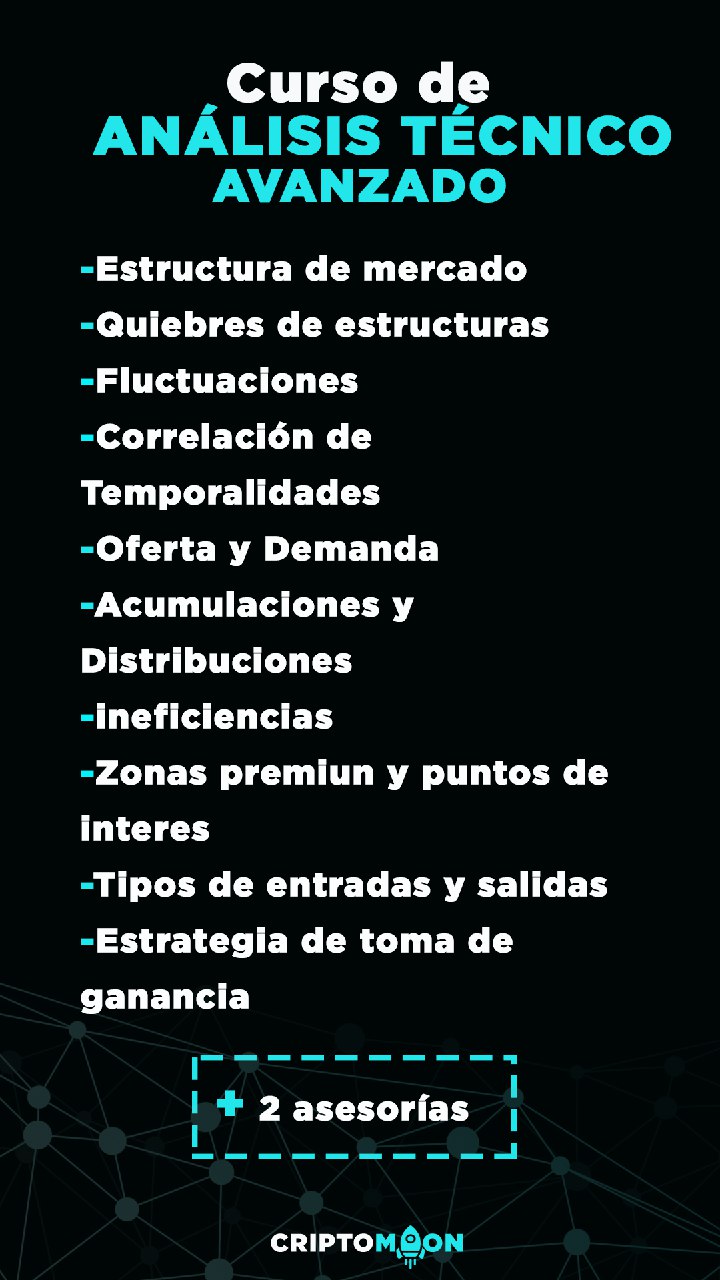 Curso de
ANÁLISIS TÉCNICO
AVANZADO
-Estructura de mercado
-Quiebres de estructuras
-Fluctuaciones
-Correlación de
Temporalidades
-Oferta y Demanda
-Acumulaciones y
Distribuciones
-ineficiencias
-Zonas premiun y puntos de
interes
-Tipos de entradas y salidas
-Estrategia de toma de
ganancia
+ 2 asesorías
CRIPTOMOON